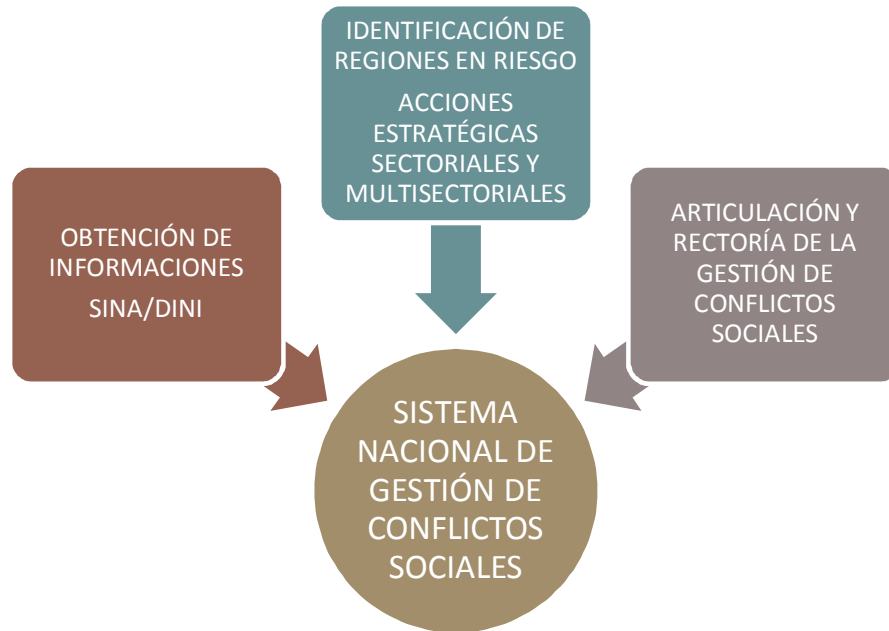 IDENTIFICACIÓN DE
REGIONES EN RIESGO
ACCIONES
ESTRATÉGICAS
SECTORIALES Y
MULTISECTORIALES
OBTENCIÓN DE
INFORMACIONES
SINA/DINI
ARTICULACIÓN Y
RECTORÍA DE LA
GESTIÓN DE
CONFLICTOS
SOCIALES
SISTEMA
NACIONAL DE
GESTIÓN DE
CONFLICTOS
SOCIALES